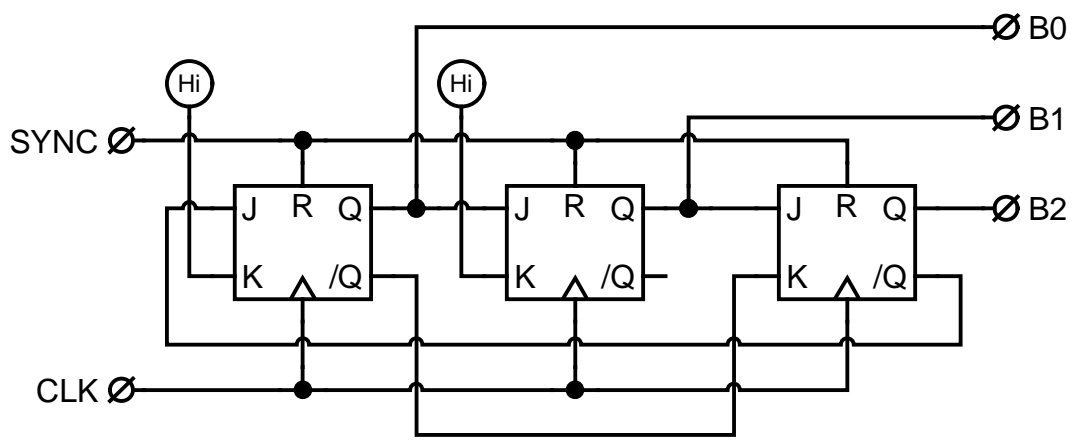 B0
Hi
Hi
B1
SYNC
J R Q
J R Q
J R Q
B2
K /Q
K /Q
K /Q
CLK